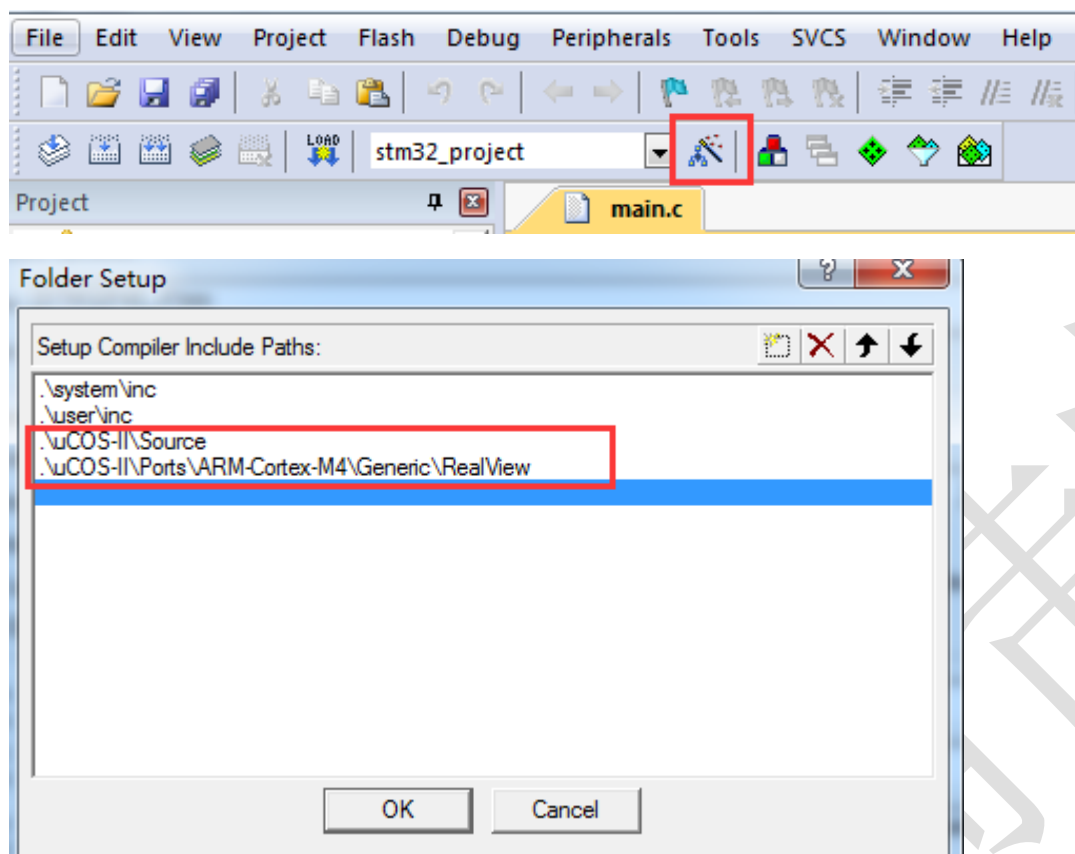 File Edit View Project Flash Debug Peripherals Tools SVCS Window Help
LOAD stm32_project
Project main.c
Folder Setup
Setup Compiler Include Paths:
.\system\inc
.\user\inc
.\uCOS-II\Source
.\uCOS-II\Ports\ARM-Cortex-M4\Generic\RealView
OK Cancel